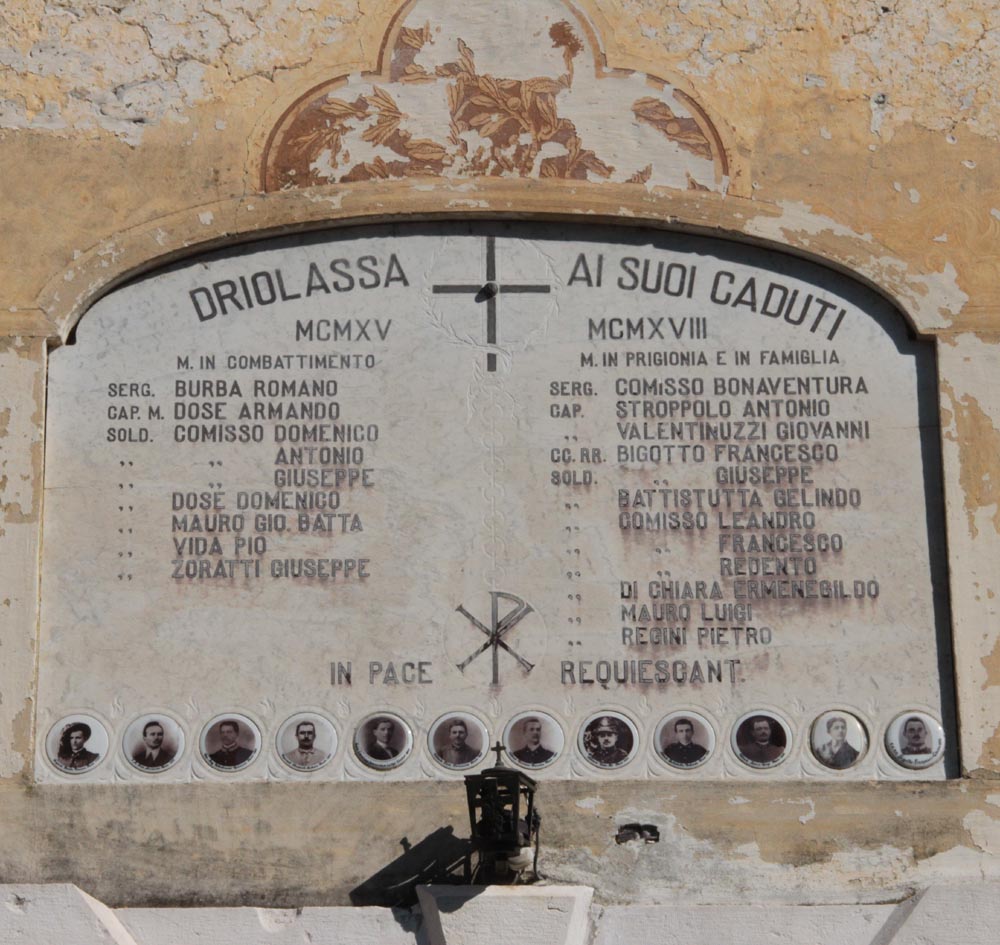 DRIOLASSA AI SUOI CADUTI
MCMXV MCMXVIII
M. IN COMBATTIMENTO
SERG. BURBA ROMANO
CAP. M. DOSE ARMANDO
SOLD. COMISSO DOMENICO
,, ,, ANTONIO
,, ,, GIUSEPPE
,, DOSE DOMENICO
,, MAURO GIO. BATTA
,, VIDA PIO
,, ZORATTI GIUSEPPE
M. IN PRIGIONIA E IN FAMIGLIA
SERG. COMISSO BONAVENTURA
CAP. STROPPOLO ANTONIO
,, VALENTINUZZI GIOVANNI
CC. RR. BIGOTTO FRANCESCO
SOLD. ,, GIUSEPPE
,, BATTISTUTTA GELINDO
,, COMISSO LEANDRO
,, ,, FRANCESCO
,, ,, REDENTO
,, DI CHIARA ERMENEGILDO
,, MAURO LUIGI
,, REGINI PIETRO
IN PACE REQUIESCANT.